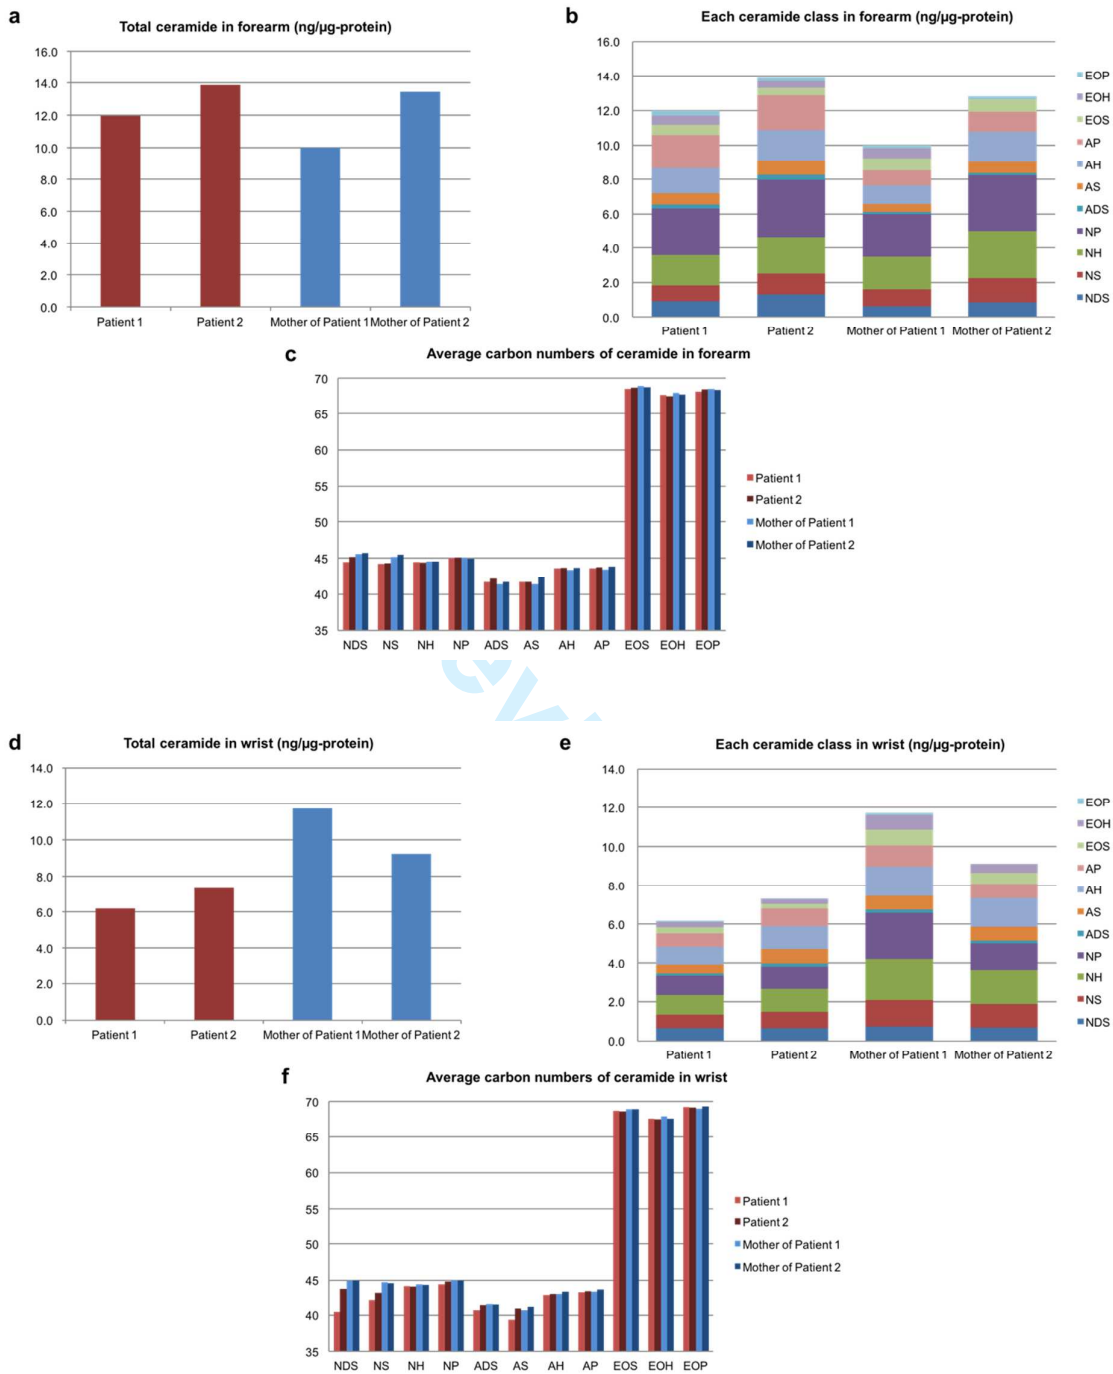 a
Total ceramide in forearm (ng/µg-protein)
16.0
14.0
12.0
10.0
8.0
6.0
4.0
2.0
0.0
Patient 1 Patient 2 Mother of Patient 1 Mother of Patient 2
b
Each ceramide class in forearm (ng/µg-protein)
16.0
14.0
12.0
10.0
8.0
6.0
4.0
2.0
0.0
Patient 1 Patient 2 Mother of Patient 1 Mother of Patient 2
EOP
EOH
EOS
AP
AH
AS
ADS
NP
NH
NS
NDS
c
Average carbon numbers of ceramide in forearm
70
65
60
55
50
45
40
35
NDS NS NH NP ADS AS AH AP EOS EOH EOP
Patient 1
Patient 2
Mother of Patient 1
Mother of Patient 2
d
Total ceramide in wrist (ng/µg-protein)
14.0
12.0
10.0
8.0
6.0
4.0
2.0
0.0
Patient 1 Patient 2 Mother of Patient 1 Mother of Patient 2
e
Each ceramide class in wrist (ng/µg-protein)
14.0
12.0
10.0
8.0
6.0
4.0
2.0
0.0
Patient 1 Patient 2 Mother of Patient 1 Mother of Patient 2
EOP
EOH
EOS
AP
AH
AS
ADS
NP
NH
NS
NDS
f
Average carbon numbers of ceramide in wrist
70
65
60
55
50
45
40
35
NDS NS NH NP ADS AS AH AP EOS EOH EOP
Patient 1
Patient 2
Mother of Patient 1
Mother of Patient 2